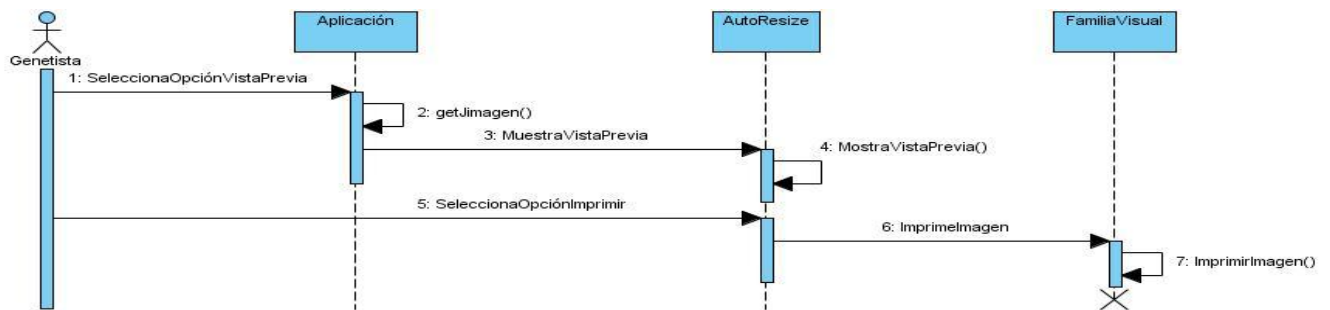 Aplicación
AutoResize
FamiliaVisual
Genetista
1: SeleccionaOpciónVistaPrevia
2: getJimagen()
3: MuestraVistaPrevia
4: MostraVistaPrevia()
5: SeleccionaOpciónImprimir
6: ImprimeImagen
7: ImprimirImagen()